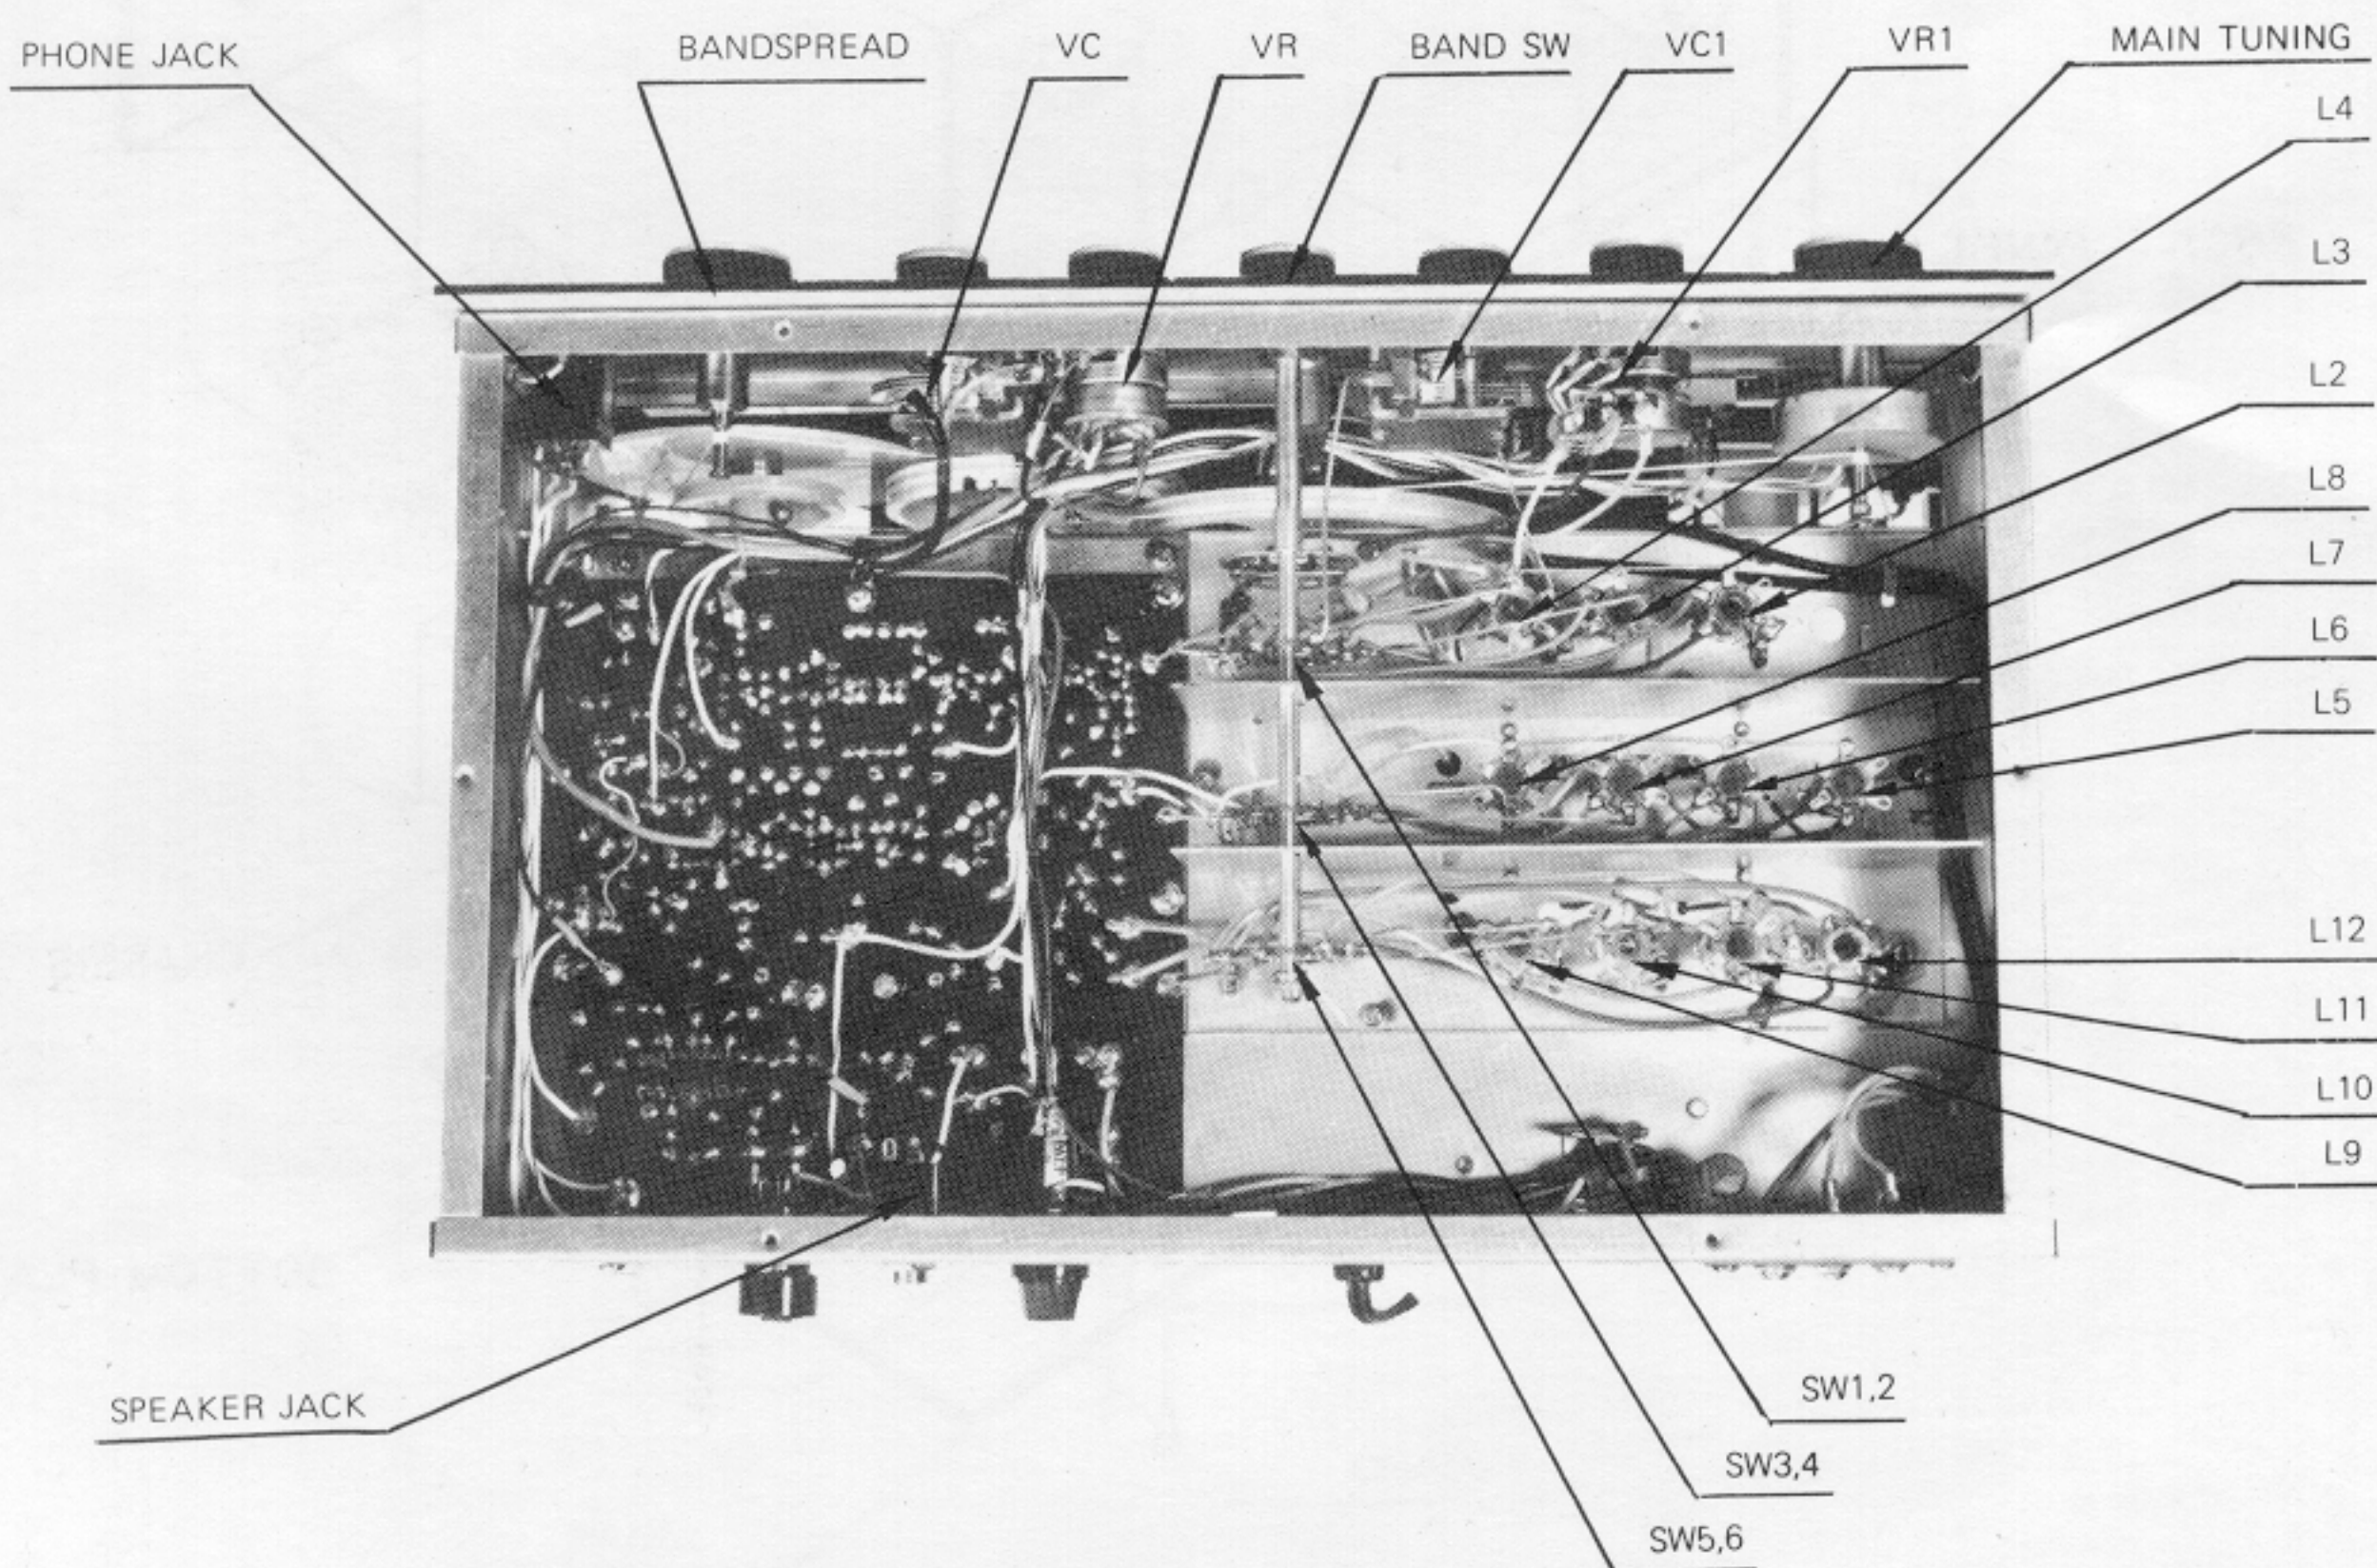 PHONE JACK
BANDSPREAD
VC
VR
BAND SW
VC1
VR1
MAIN TUNING
L4
L3
L2
L8
L7
L6
L5
L12
L11
L10
L9
SPEAKER JACK
SW1,2
SW3,4
SW5,6